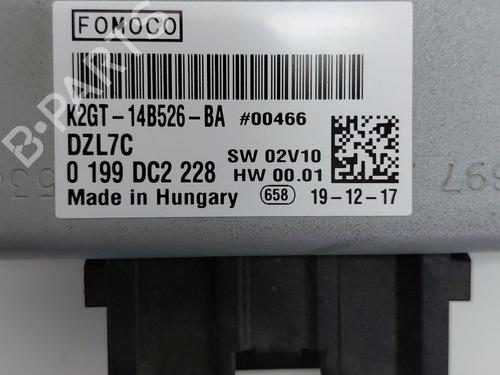 FOMOCO
K2GT-14B526-BA #00466
DZL7C
0 199 DC2 228
SW 02V10
HW 00.01
Made in Hungary 658 19-12-17
B-PARTS